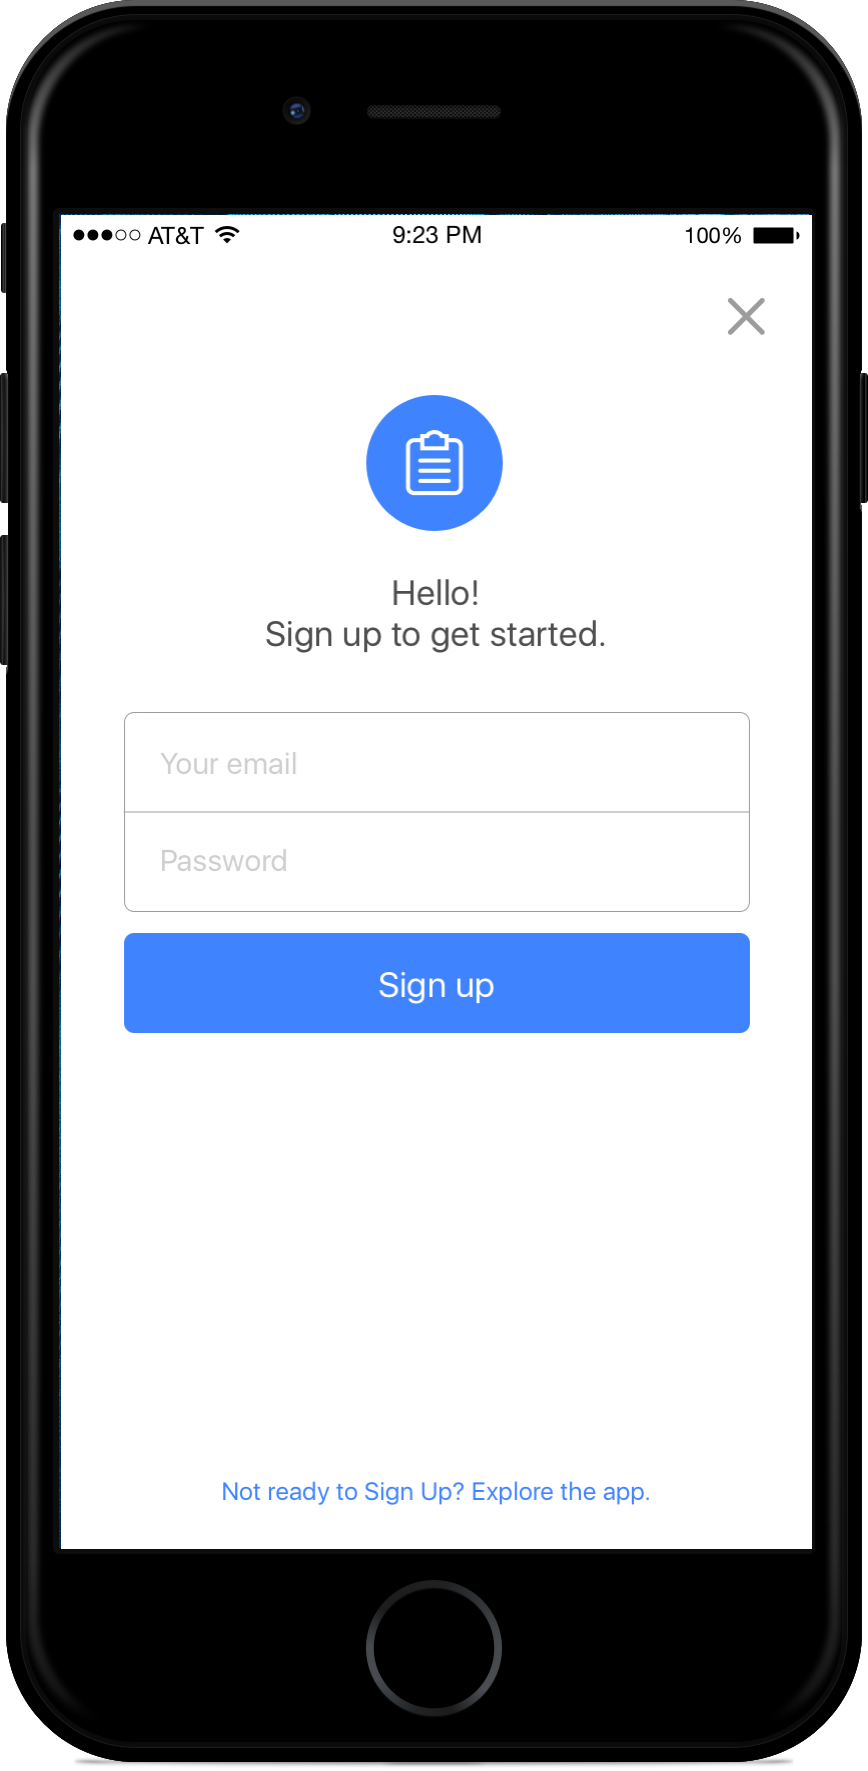 AT&T 9:23 PM 100%
Hello!
Sign up to get started.
Your email
Password
Sign up
Not ready to Sign Up? Explore the app.